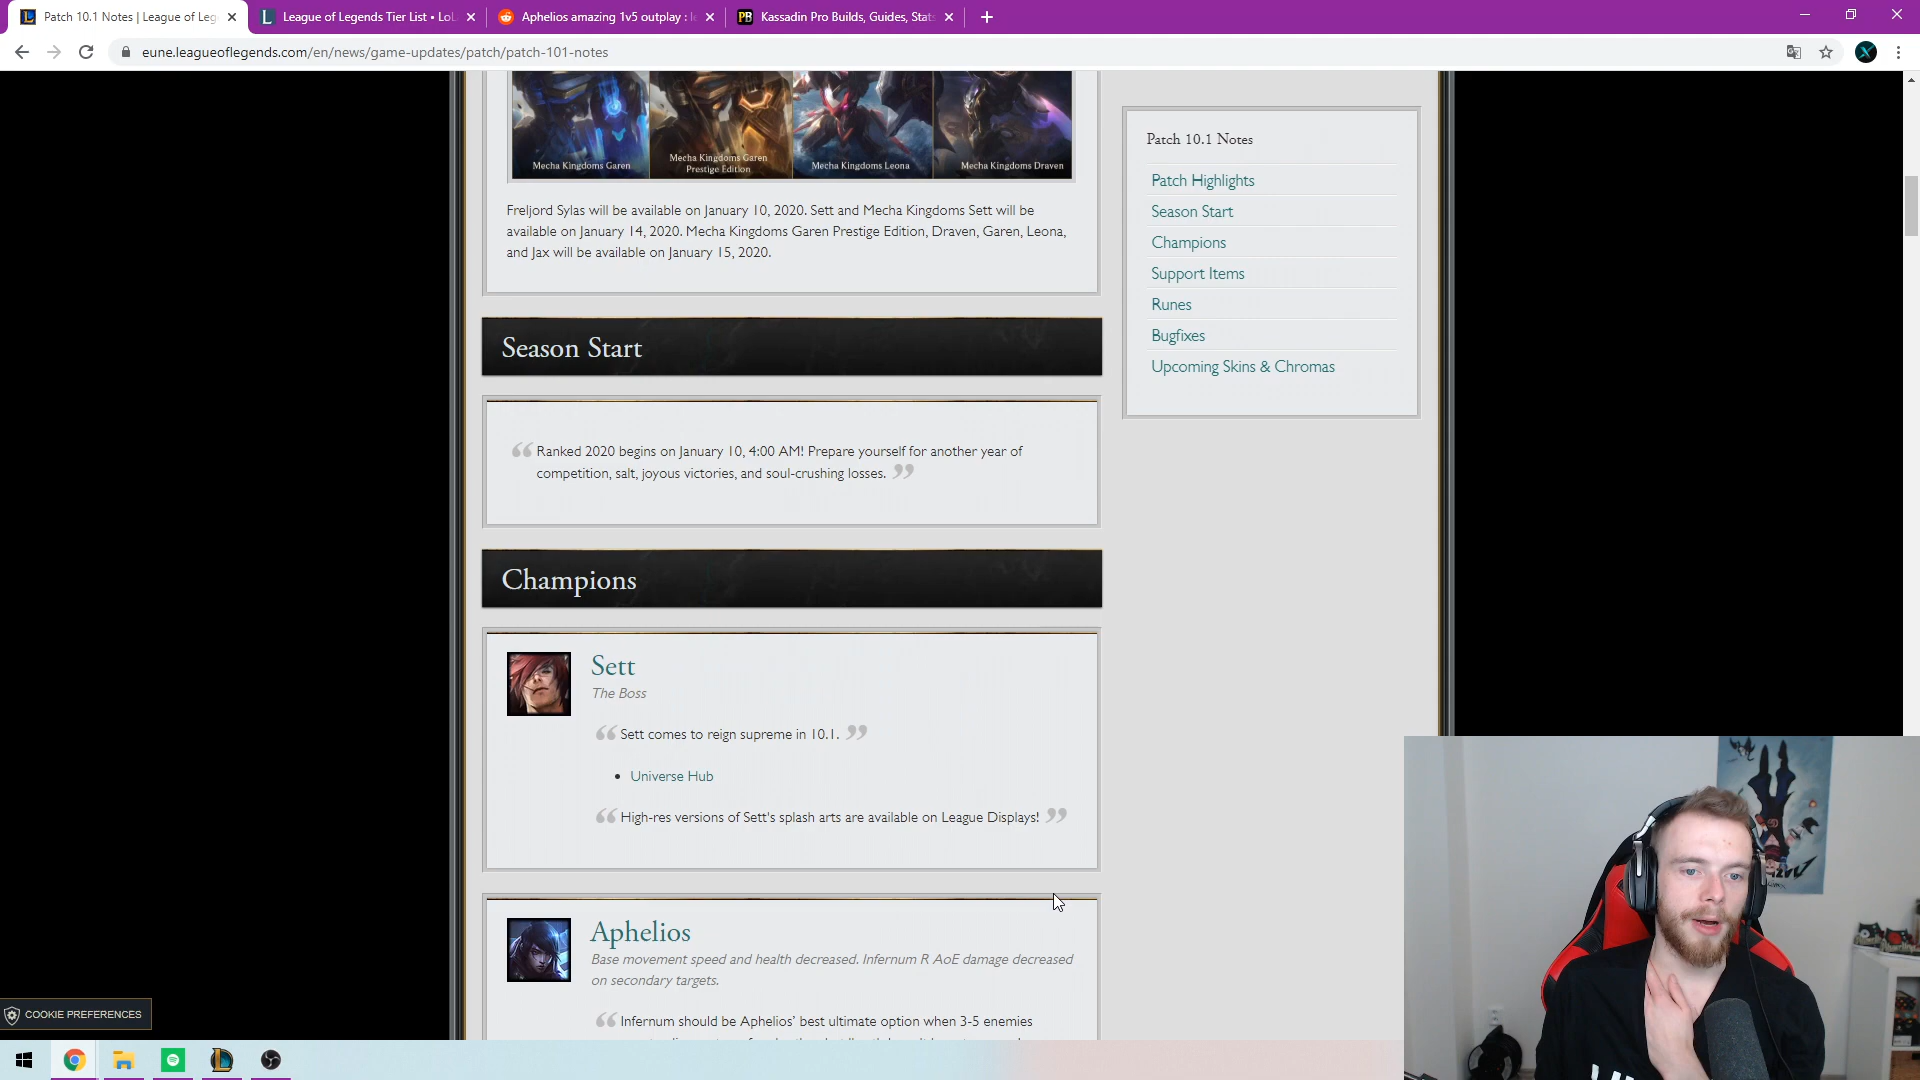 Patch 10.1 Notes | League of Leg
League of Legends Tier List • LoL
Aphelios amazing 1v5 outplay : l
Kassadin Pro Builds, Guides, Stats
eune.leagueoflegends.com/en/news/game-updates/patch/patch-101-notes
Mecha Kingdoms Garen
Mecha Kingdoms Garen
Prestige Edition
Mecha Kingdoms Leona
Mecha Kingdoms Draven
Freljord Sylas will be available on January 10, 2020. Sett and Mecha Kingdoms Sett will be
available on January 14, 2020. Mecha Kingdoms Garen Prestige Edition, Draven, Garen, Leona,
and Jax will be available on January 15, 2020.
Patch 10.1 Notes
Patch Highlights
Season Start
Champions
Support Items
Runes
Bugfixes
Upcoming Skins & Chromas
Season Start
“Ranked 2020 begins on January 10, 4:00 AM! Prepare yourself for another year of
competition, salt, joyous victories, and soul-crushing losses.”
Champions
Sett
The Boss
“Sett comes to reign supreme in 10.1.”
• Universe Hub
“High-res versions of Sett's splash arts are available on League Displays!”
Aphelios
Base movement speed and health decreased. Infernum R AoE damage decreased
on secondary targets.
“Infernum should be Aphelios' best ultimate option when 3-5 enemies
COOKIE PREFERENCES